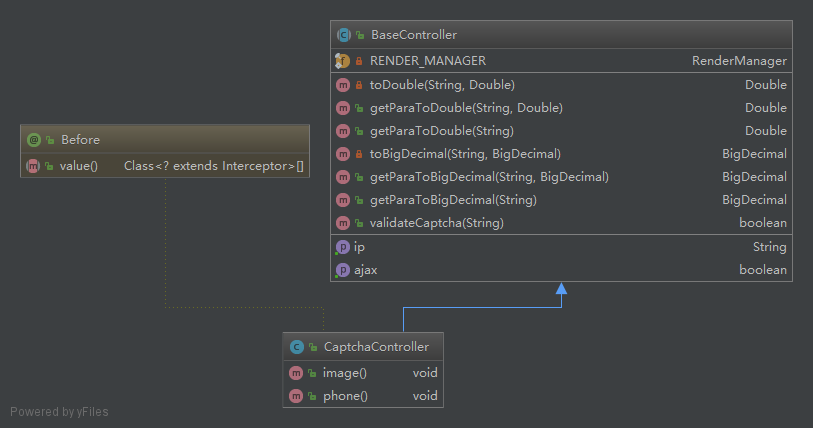 BaseController
RENDER_MANAGER RenderManager
toDouble(String, Double) Double
getParaToDouble(String, Double) Double
getParaToDouble(String) Double
toBigDecimal(String, BigDecimal) BigDecimal
getParaToBigDecimal(String, BigDecimal) BigDecimal
getParaToBigDecimal(String) BigDecimal
validateCaptcha(String) boolean
ip String
ajax boolean
Before
value() Class<? extends Interceptor>[]
CaptchaController
image() void
phone() void
Powered by yFiles